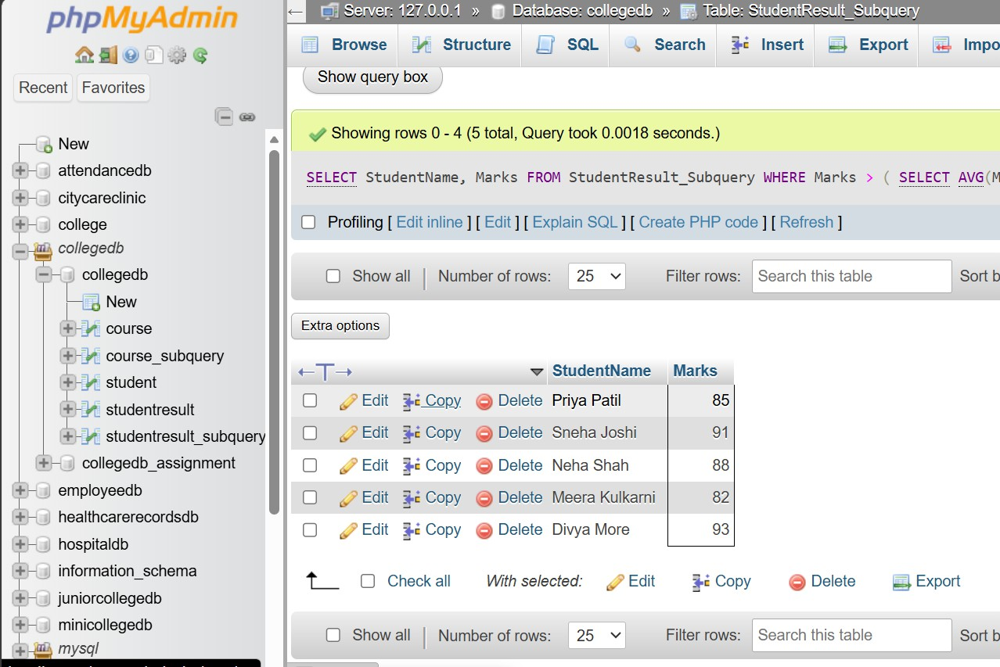 phpMyAdmin
Recent Favorites
New
attendancedb
citycareclinic
college
collegedb
collegedb
New
course
course_subquery
student
studentresult
studentresult_subquery
collegedb_assignment
employeedb
healthcarerecordsdb
hospitaldb
information_schema
juniorcollegedb
minicollegedb
mysql
← Server: 127.0.0.1 » Database: collegedb » Table: StudentResult_Subquery
Browse Structure SQL Search Insert Export Impo
Show query box
Showing rows 0 - 4 (5 total, Query took 0.0018 seconds.)
SELECT StudentName, Marks FROM StudentResult_Subquery WHERE Marks > ( SELECT AVG(M
Profiling [ Edit inline ] [ Edit ] [ Explain SQL ] [ Create PHP code ] [ Refresh ]
Show all | Number of rows: 25 Filter rows: Search this table Sort b
Extra options
←T→ StudentName Marks
Edit Copy Delete Priya Patil 85
Edit Copy Delete Sneha Joshi 91
Edit Copy Delete Neha Shah 88
Edit Copy Delete Meera Kulkarni 82
Edit Copy Delete Divya More 93
Check all With selected: Edit Copy Delete Export
Show all | Number of rows: 25 Filter rows: Search this table Sort b